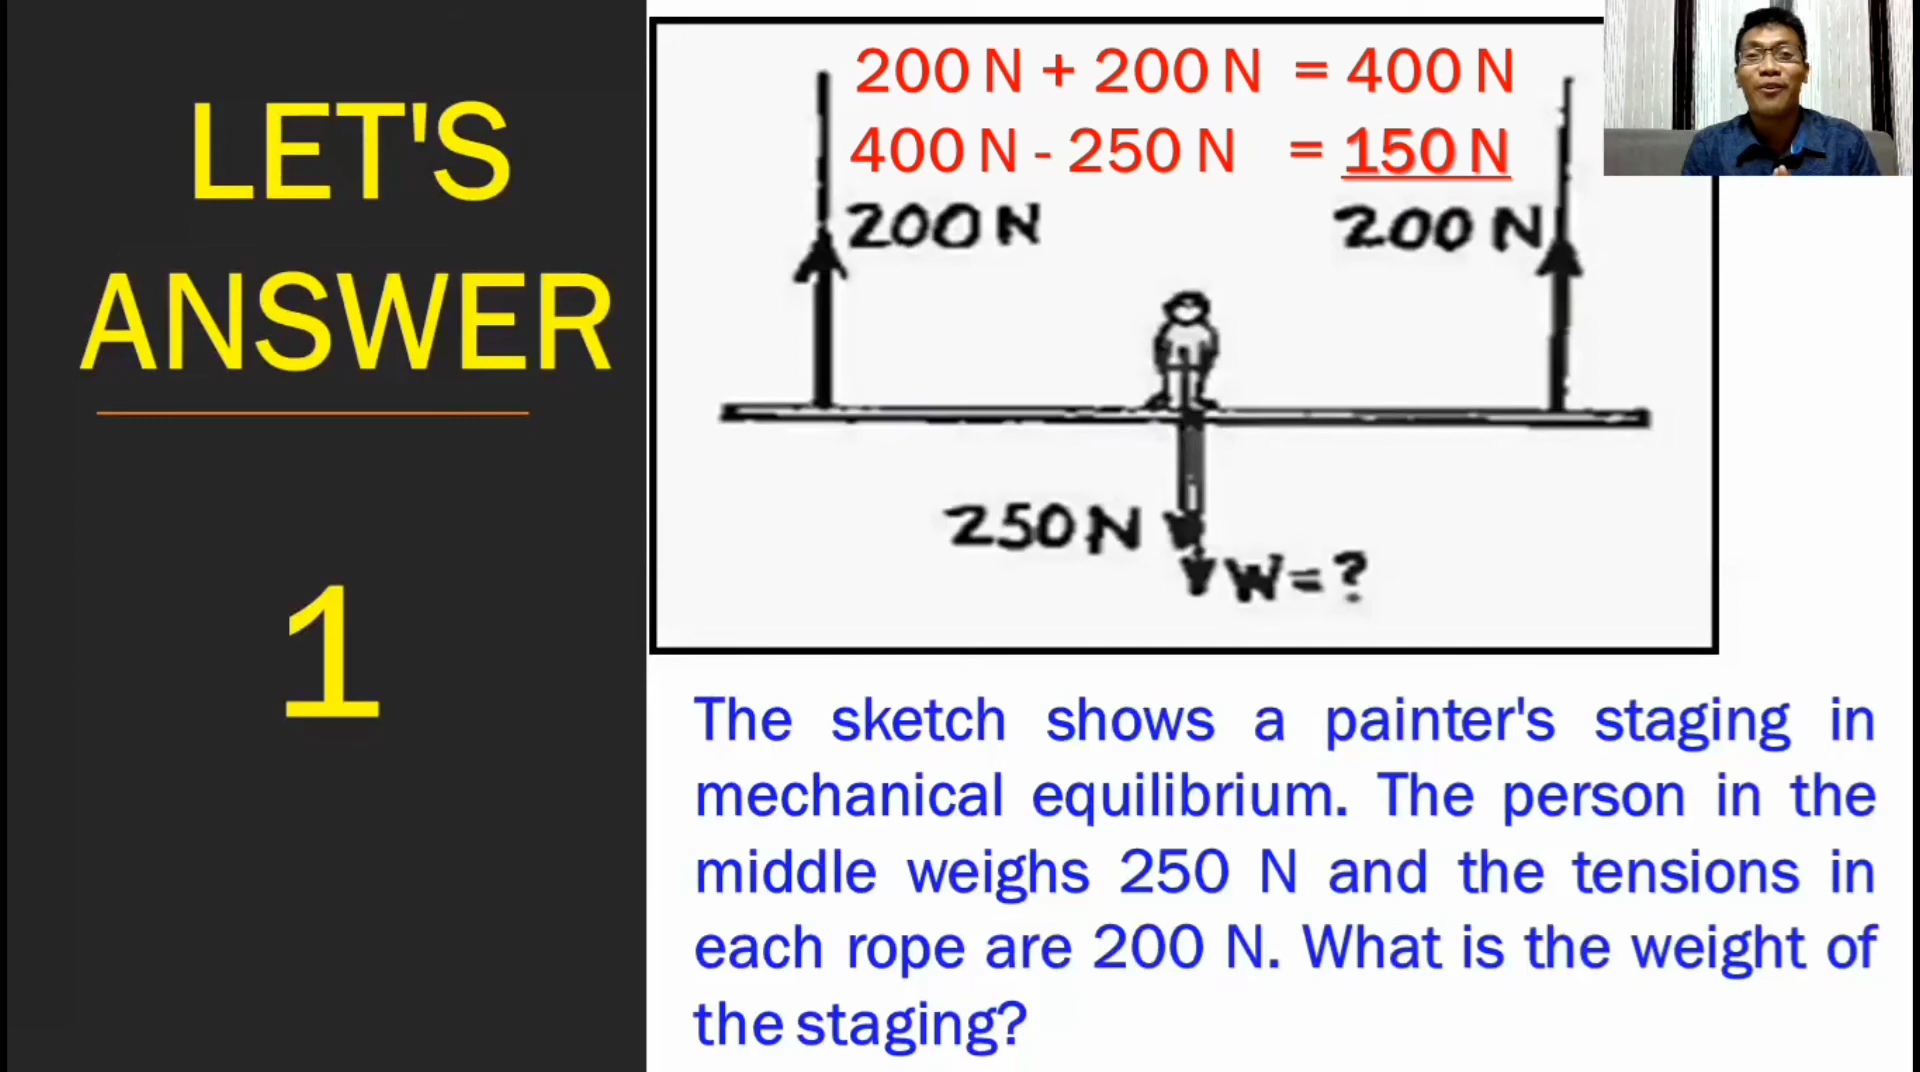 LET'S
ANSWER
1
200 N + 200 N = 400 N
400 N - 250 N = 150 N
200 N
200 N
250 N
W = ?
The sketch shows a painter's staging in
mechanical equilibrium. The person in the
middle weighs 250 N and the tensions in
each rope are 200 N. What is the weight of
the staging?